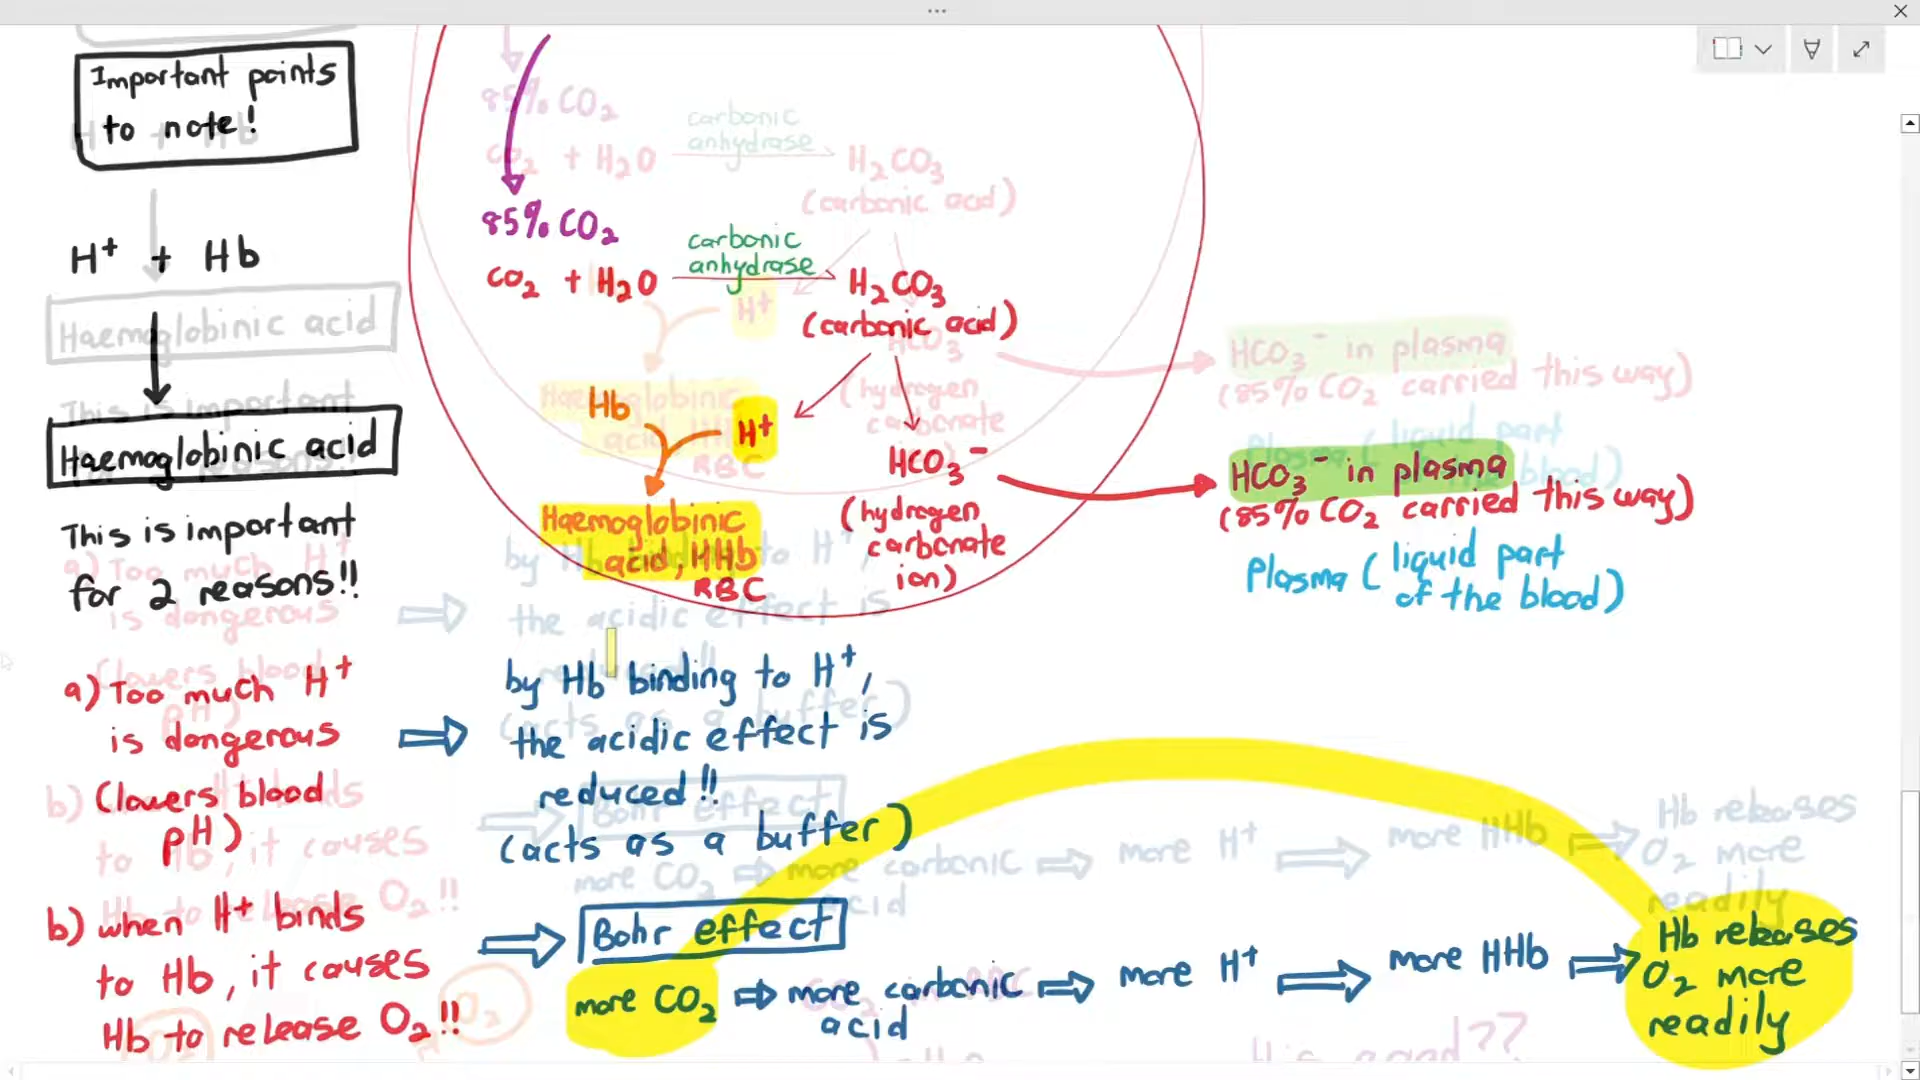 Important points
to note!
H⁺ + Hb
Haemoglobinic acid
This is important
for 2 reasons!!
a) Too much H⁺
is dangerous
(lowers blood
pH)
by Hb binding to H⁺,
the acidic effect is
reduced!!
(acts as a buffer)
b) when H⁺ binds
to Hb, it causes
Hb to release O₂!!
Bohr effect
more CO₂
more carbonic
acid
more H⁺
more HHb
Hb releases
O₂ more
readily
85% CO₂
CO₂ + H₂O
carbonic
anhydrase
H₂CO₃
(carbonic acid)
Hb
H⁺
HCO₃⁻
(hydrogen
carbonate
ion)
Haemoglobinic
acid, HHb
RBC
HCO₃⁻ in plasma
(85% CO₂ carried this way)
Plasma (liquid part
of the blood)